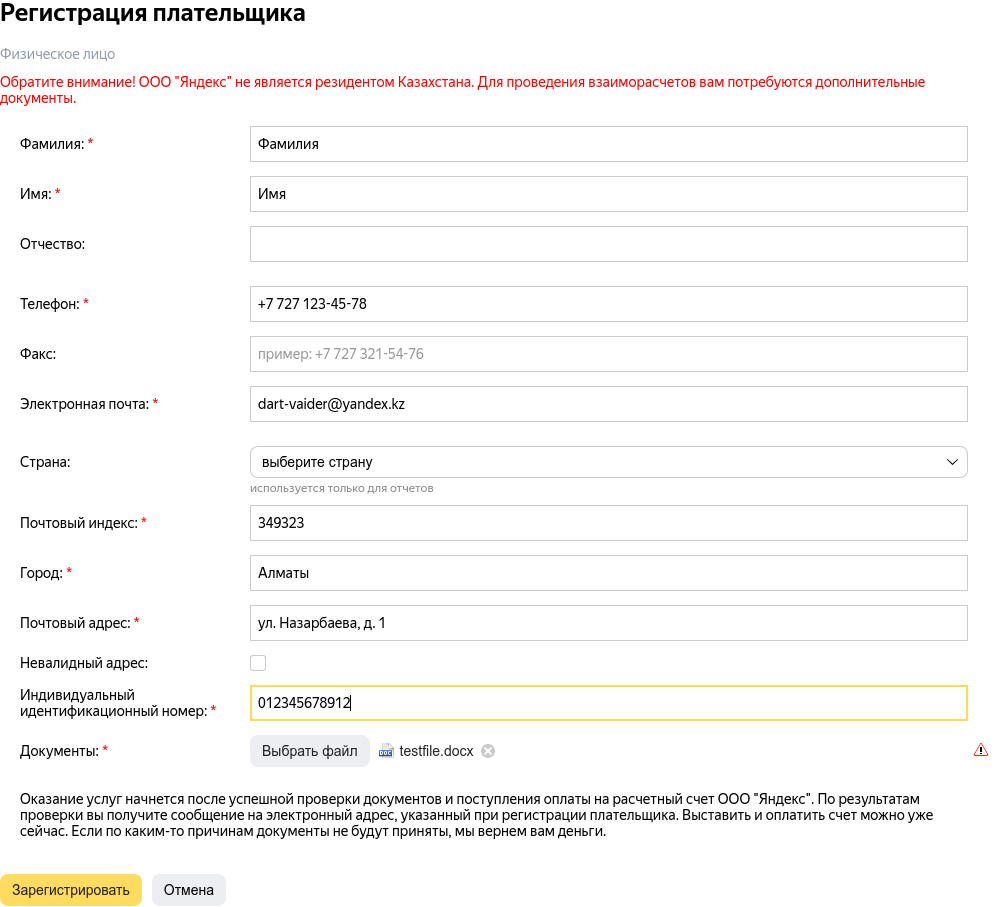 Регистрация плательщика
Физическое лицо
Обратите внимание! ООО "Яндекс" не является резидентом Казахстана. Для проведения взаиморасчетов вам потребуются дополнительные
документы.
Фамилия: * Фамилия
Имя: * Имя
Отчество:
Телефон: * +7 727 123-45-78
Факс: пример: +7 727 321-54-76
Электронная почта: * dart-vaider@yandex.kz
Страна: выберите страну
используется только для отчетов
Почтовый индекс: * 349323
Город: * Алматы
Почтовый адрес: * ул. Назарбаева, д. 1
Невалидный адрес:
Индивидуальный
идентификационный номер: * 012345678912
Документы: * Выбрать файл DOC testfile.docx
Оказание услуг начнется после успешной проверки документов и поступления оплаты на расчетный счет ООО "Яндекс". По результатам
проверки вы получите сообщение на электронный адрес, указанный при регистрации плательщика. Выставить и оплатить счет можно уже
сейчас. Если по каким-то причинам документы не будут приняты, мы вернем вам деньги.
Зарегистрировать Отмена